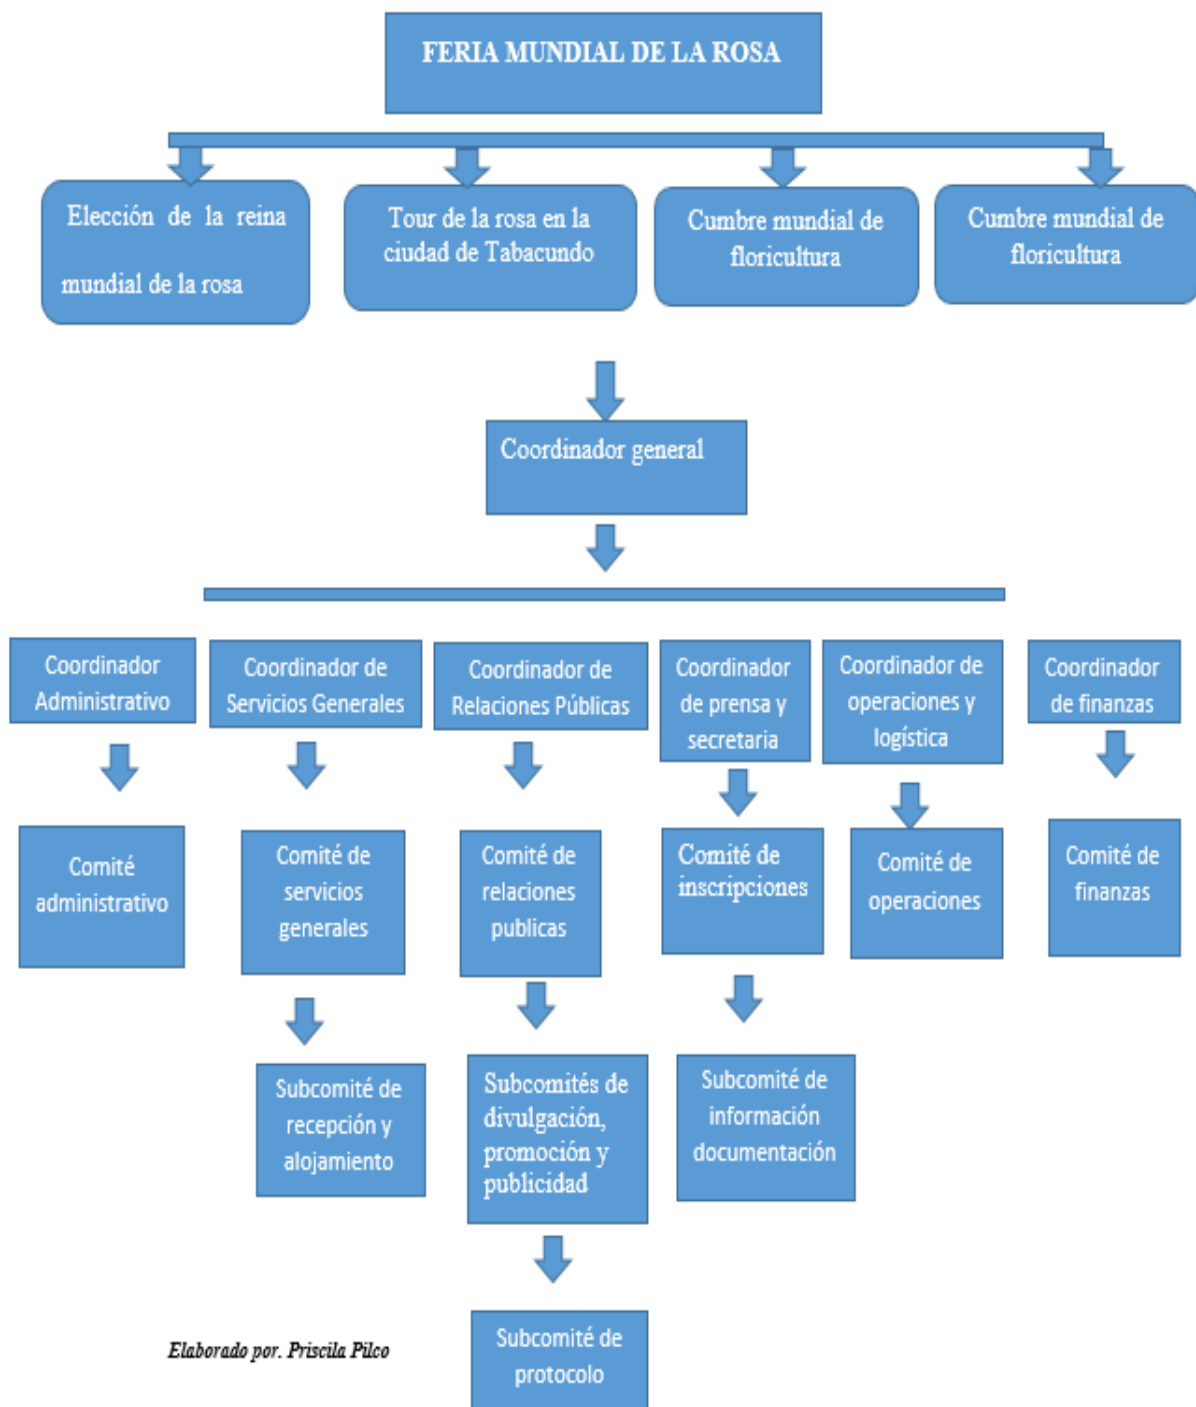 FERIA MUNDIAL DE LA ROSA
Elección de la reina
mundial de la rosa
Tour de la rosa en la
ciudad de Tabacundo
Cumbre mundial de
floricultura
Cumbre mundial de
floricultura
Coordinador general
Coordinador
Administrativo
Coordinador de
Servicios Generales
Coordinador de
Relaciones Públicas
Coordinador
de prensa y
secretaria
Coordinador de
operaciones y
logística
Coordinador
de finanzas
Comité
administrativo
Comité de
servicios
generales
Comité de
relaciones
publicas
Comité de
inscripciones
Comité de
operaciones
Comité de
finanzas
Subcomité de
recepción y
alojamiento
Subcomités de
divulgación,
promoción y
publicidad
Subcomité de
información
documentación
Subcomité de
protocolo
Elaborado por. Priscila Pilco